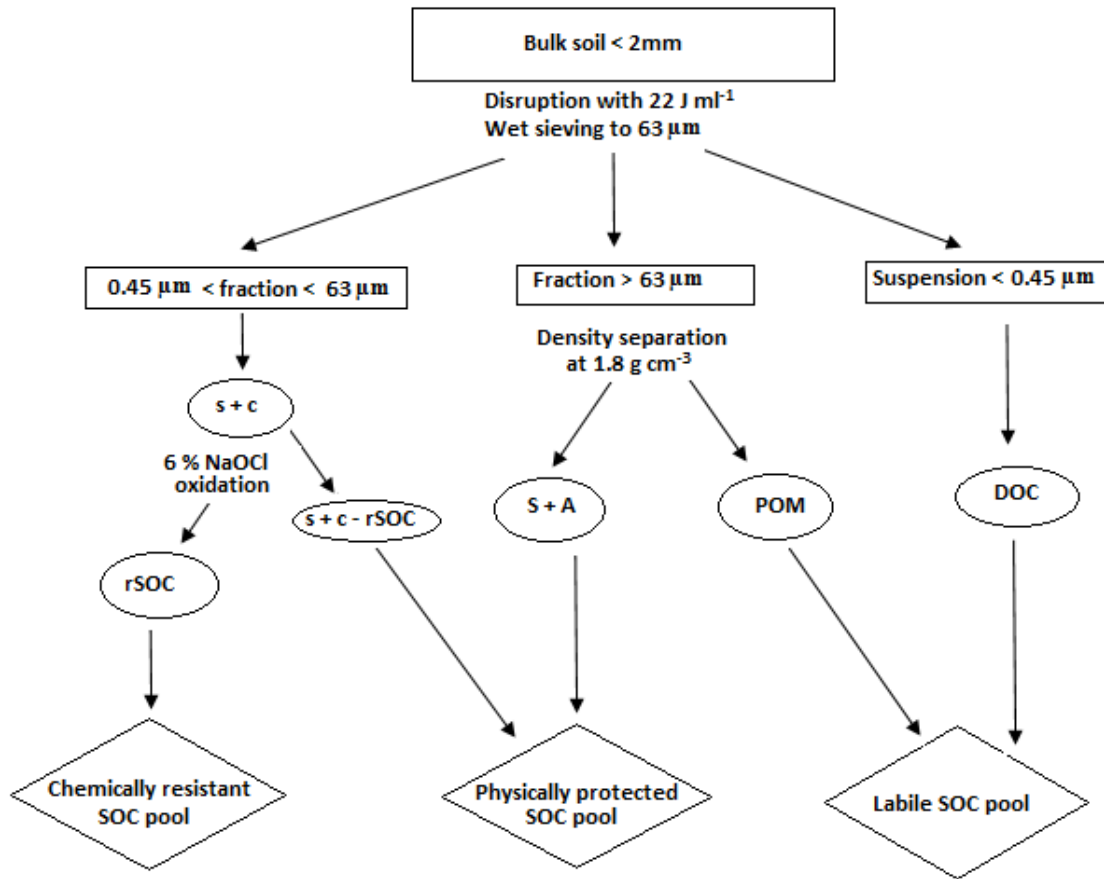 Bulk soil < 2mm
Disruption with 22 J ml⁻¹
Wet sieving to 63 µm
0.45 µm < fraction < 63 µm
Fraction > 63 µm
Suspension < 0.45 µm
Density separation
at 1.8 g cm⁻³
s + c
6 % NaOCl
oxidation
s + c - rSOC
S + A
POM
DOC
rSOC
Chemically resistant
SOC pool
Physically protected
SOC pool
Labile SOC pool